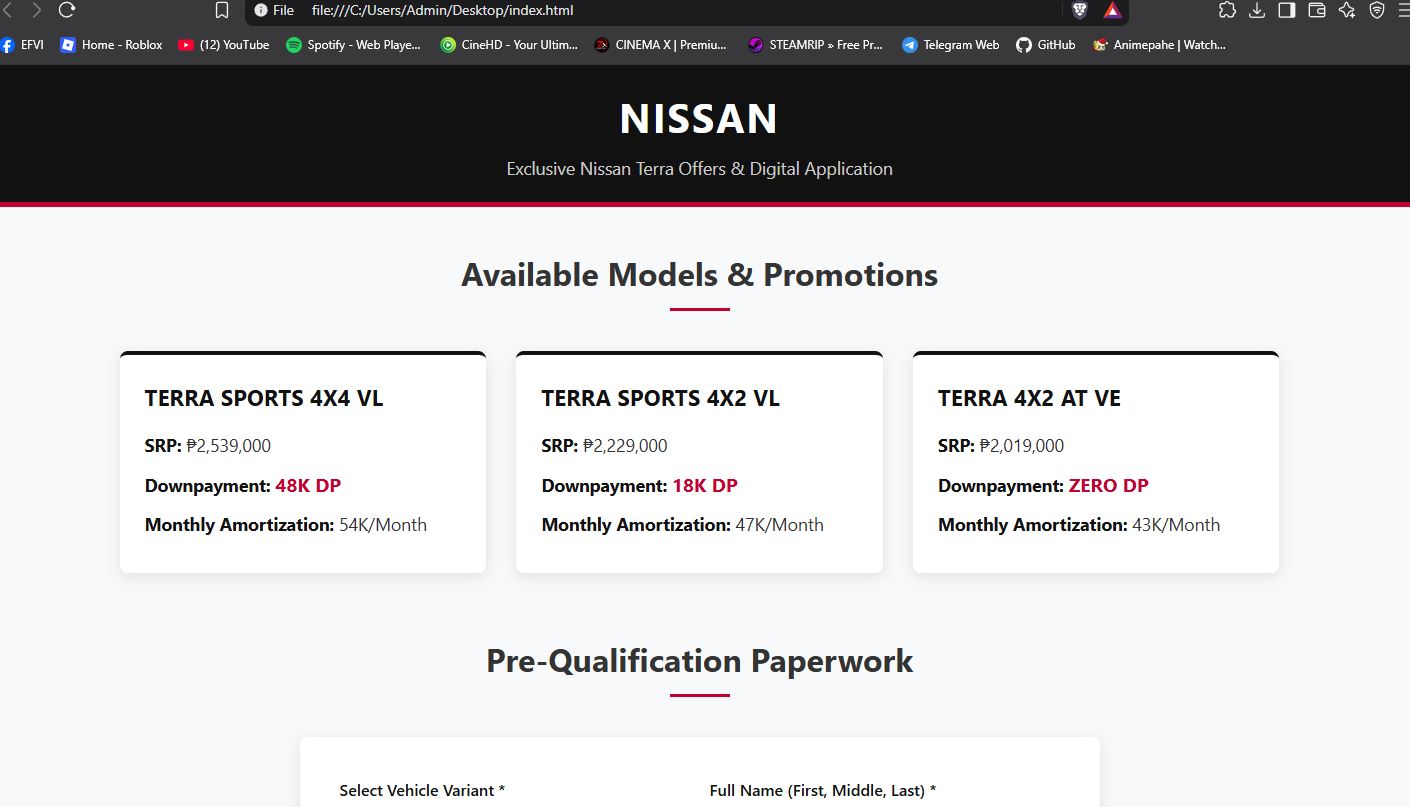 File file:///C:/Users/Admin/Desktop/index.html
EFVI Home - Roblox (12) YouTube Spotify - Web Playe... CineHD - Your Ultim... CINEMA X | Premiu... STEAMRIP » Free Pr... Telegram Web GitHub Animepahe | Watch...
NISSAN
Exclusive Nissan Terra Offers & Digital Application
Available Models & Promotions
TERRA SPORTS 4X4 VL
SRP: ₱2,539,000
Downpayment: 48K DP
Monthly Amortization: 54K/Month
TERRA SPORTS 4X2 VL
SRP: ₱2,229,000
Downpayment: 18K DP
Monthly Amortization: 47K/Month
TERRA 4X2 AT VE
SRP: ₱2,019,000
Downpayment: ZERO DP
Monthly Amortization: 43K/Month
Pre-Qualification Paperwork
Select Vehicle Variant *
Full Name (First, Middle, Last) *